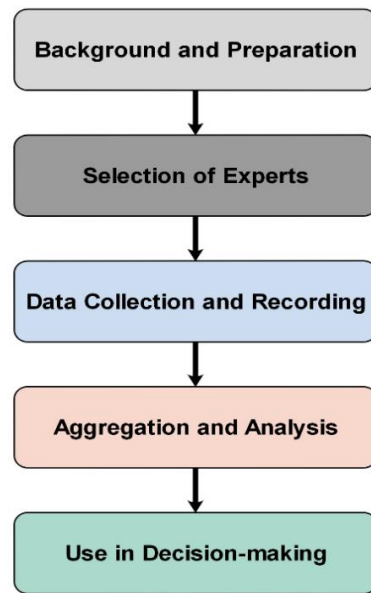 Background and Preparation
Selection of Experts
Data Collection and Recording
Aggregation and Analysis
Use in Decision-making